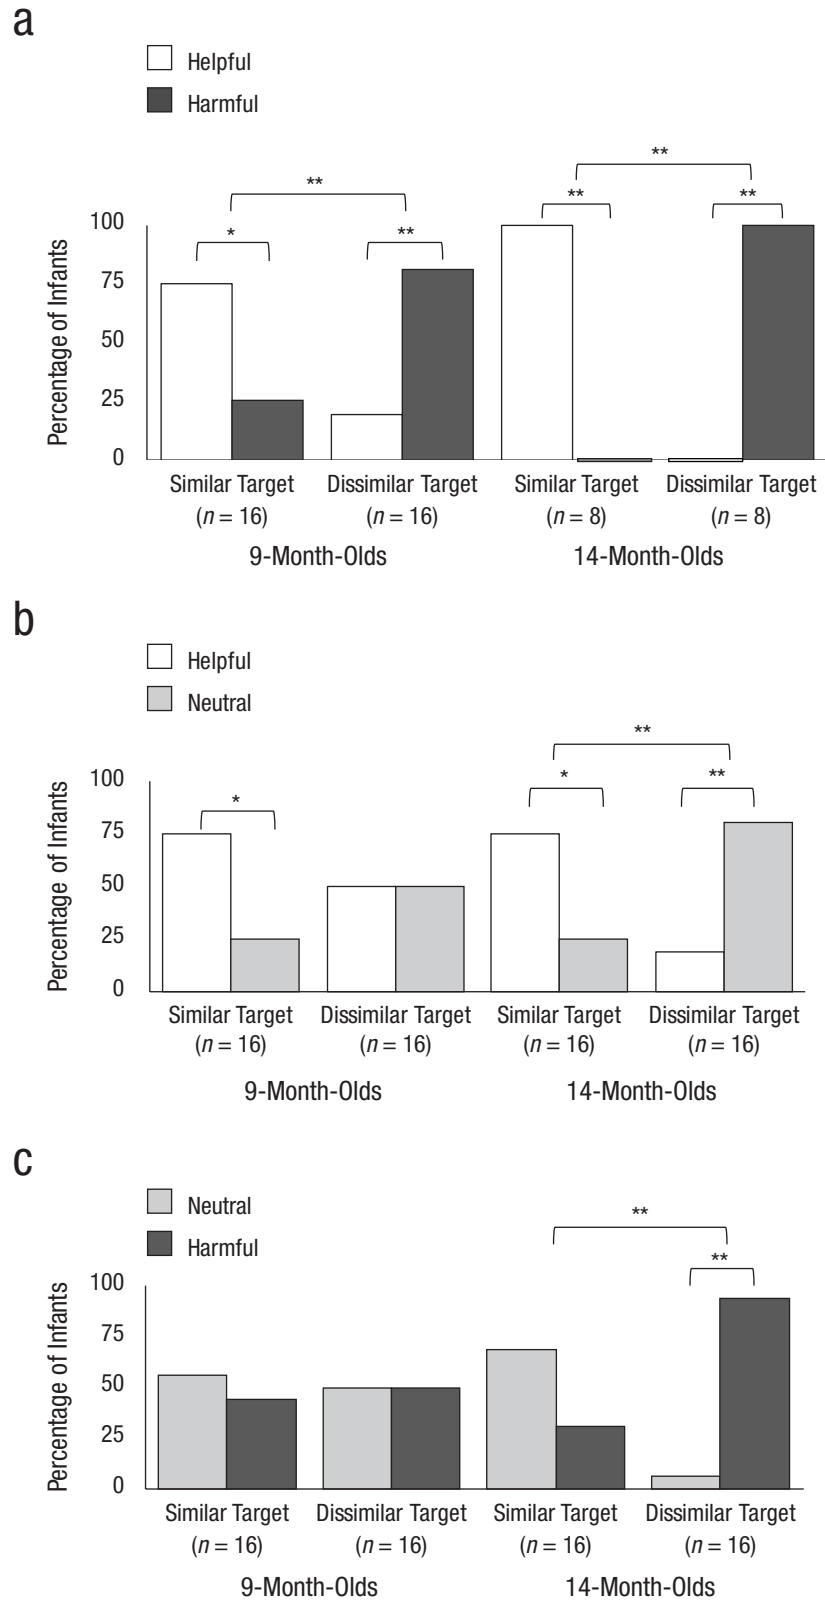 a
Helpful
Harmful
**
**
* ** ** **
Percentage of Infants
100
75
50
25
0
Similar Target Dissimilar Target Similar Target Dissimilar Target
(n = 16) (n = 16) (n = 8) (n = 8)
9-Month-Olds 14-Month-Olds
b
Helpful
Neutral
**
* * **
Percentage of Infants
100
75
50
25
0
Similar Target Dissimilar Target Similar Target Dissimilar Target
(n = 16) (n = 16) (n = 16) (n = 16)
9-Month-Olds 14-Month-Olds
c
Neutral
Harmful
**
**
Percentage of Infants
100
75
50
25
0
Similar Target Dissimilar Target Similar Target Dissimilar Target
(n = 16) (n = 16) (n = 16) (n = 16)
9-Month-Olds 14-Month-Olds